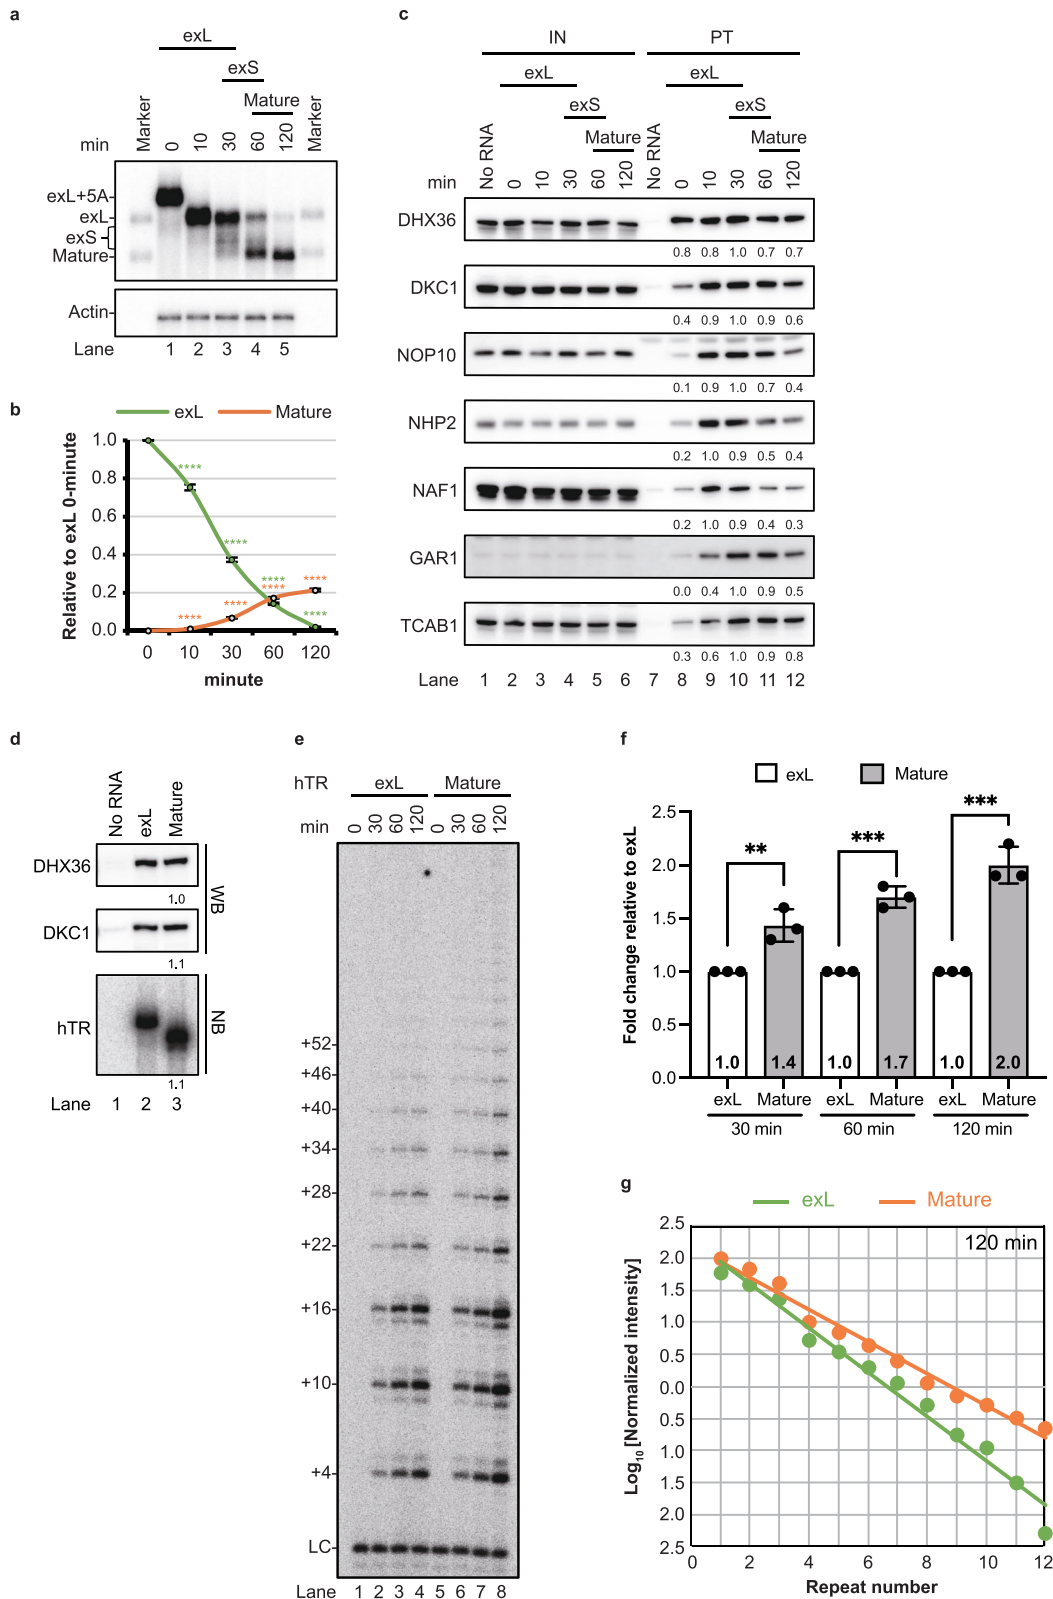 a
exL
exS
Mature
min Marker 0 10 30 60 120 Marker
exL+5A
exL
exS
Mature
Actin
Lane 1 2 3 4 5
b
exL Mature
Relative to exL 0-minute
1.0
0.8
0.6
0.4
0.2
0.0
****
****
****
****
****
****
****
****
0 10 30 60 120
minute
c
IN PT
exL exL
exS exS
Mature Mature
min No RNA 0 10 30 60 120 No RNA 0 10 30 60 120
DHX36
0.8 0.8 1.0 0.7 0.7
DKC1
0.4 0.9 1.0 0.9 0.6
NOP10
0.1 0.9 1.0 0.7 0.4
NHP2
0.2 1.0 0.9 0.5 0.4
NAF1
0.2 1.0 0.9 0.4 0.3
GAR1
0.0 0.4 1.0 0.9 0.5
TCAB1
0.3 0.6 1.0 0.9 0.8
Lane 1 2 3 4 5 6 7 8 9 10 11 12
d
No RNA exL Mature
DHX36
1.0
DKC1
1.1
WB
hTR
NB
1.1
Lane 1 2 3
e
hTR exL Mature
min 0 30 60 120 0 30 60 120
+52
+46
+40
+34
+28
+22
+16
+10
+4
LC
Lane 1 2 3 4 5 6 7 8
f
exL Mature
Fold change relative to exL
2.5
2.0
1.5
1.0
0.5
0.0
** *** ***
1.0 1.4 1.0 1.7 1.0 2.0
exL Mature exL Mature exL Mature
30 min 60 min 120 min
g
exL Mature
120 min
Log10[Normalized intensity]
2.5
2.0
1.5
1.0
0.5
0.0
0.5
1.0
1.5
2.0
2.5
0 2 4 6 8 10 12
Repeat number